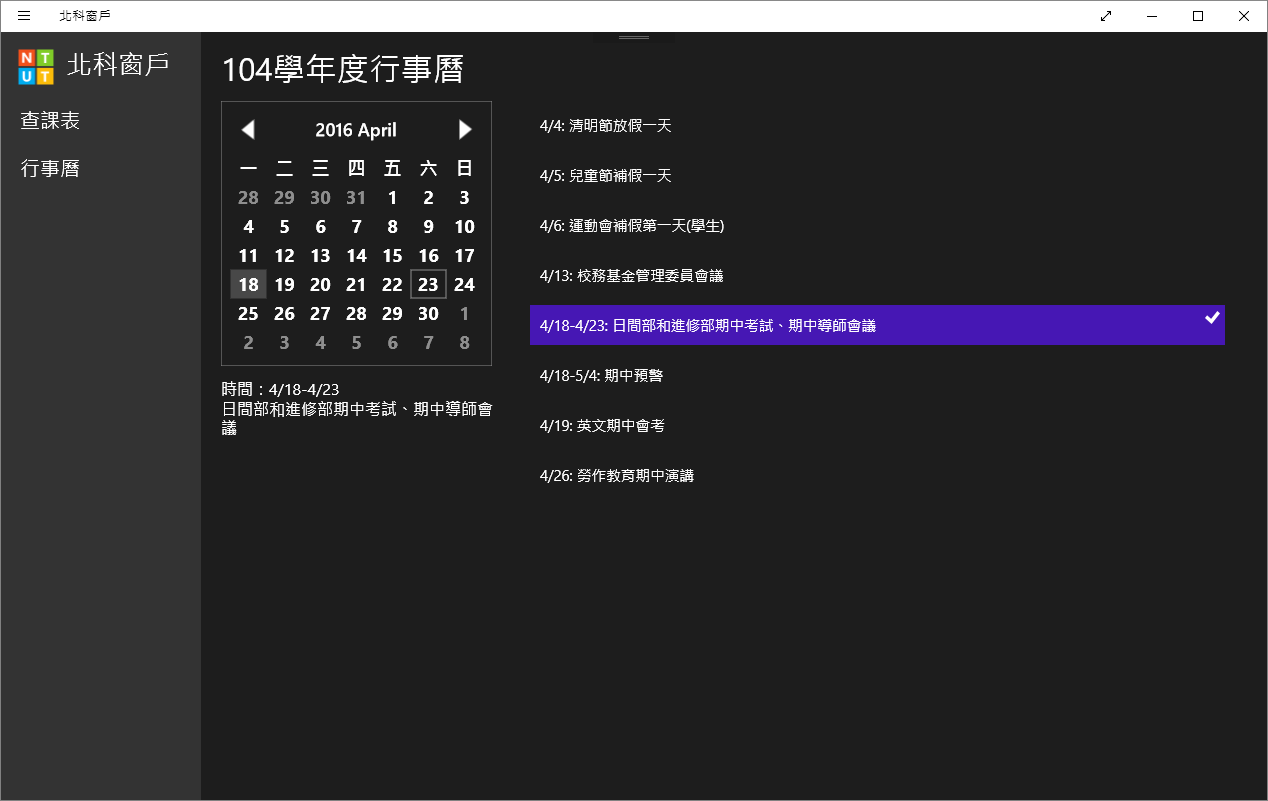 北科窗戶
NT
UT
北科窗戶
查課表
行事曆
104學年度行事曆
2016 April
一 二 三 四 五 六 日
28 29 30 31 1 2 3
4 5 6 7 8 9 10
11 12 13 14 15 16 17
18 19 20 21 22 23 24
25 26 27 28 29 30 1
2 3 4 5 6 7 8
時間：4/18-4/23
日間部和進修部期中考試、期中導師會
議
4/4: 清明節放假一天
4/5: 兒童節補假一天
4/6: 運動會補假第一天(學生)
4/13: 校務基金管理委員會議
4/18-4/23: 日間部和進修部期中考試、期中導師會議
4/18-5/4: 期中預警
4/19: 英文期中會考
4/26: 勞作教育期中演講